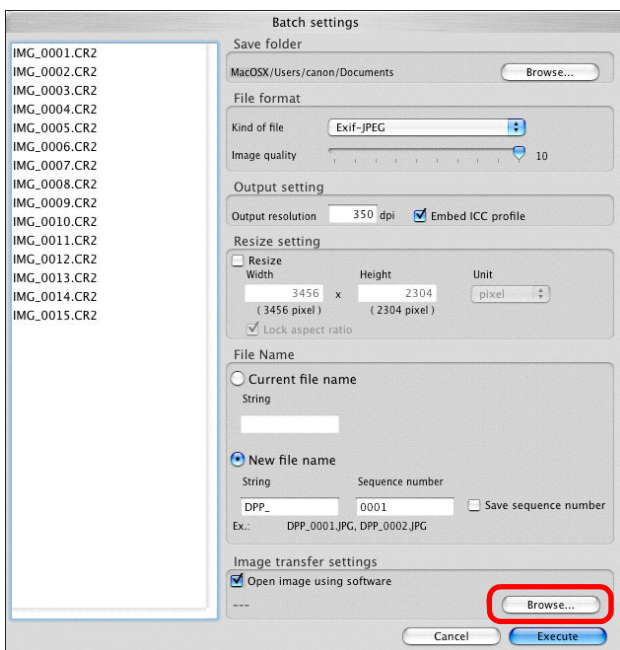 Batch settings
IMG_0001.CR2
IMG_0002.CR2
IMG_0003.CR2
IMG_0004.CR2
IMG_0005.CR2
IMG_0006.CR2
IMG_0007.CR2
IMG_0008.CR2
IMG_0009.CR2
IMG_0010.CR2
IMG_0011.CR2
IMG_0012.CR2
IMG_0013.CR2
IMG_0014.CR2
IMG_0015.CR2
Save folder
MacOSX/Users/canon/Documents Browse...
File format
Kind of file Exif-JPEG
Image quality 10
Output setting
Output resolution 350 dpi Embed ICC profile
Resize setting
Resize
Width Height Unit
3456 x 2304 pixel
( 3456 pixel ) ( 2304 pixel )
Lock aspect ratio
File Name
Current file name
String
New file name
String Sequence number
DPP_ 0001 Save sequence number
Ex.: DPP_0001.JPG, DPP_0002.JPG
Image transfer settings
Open image using software
--- Browse...
Cancel Execute